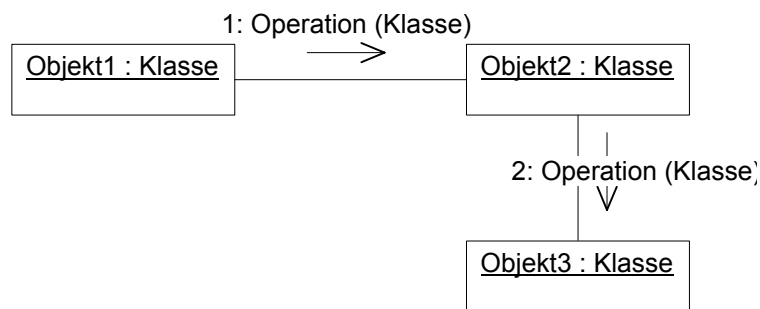 1: Operation (Klasse)
Objekt1 : Klasse
Objekt2 : Klasse
2: Operation (Klasse)
Objekt3 : Klasse